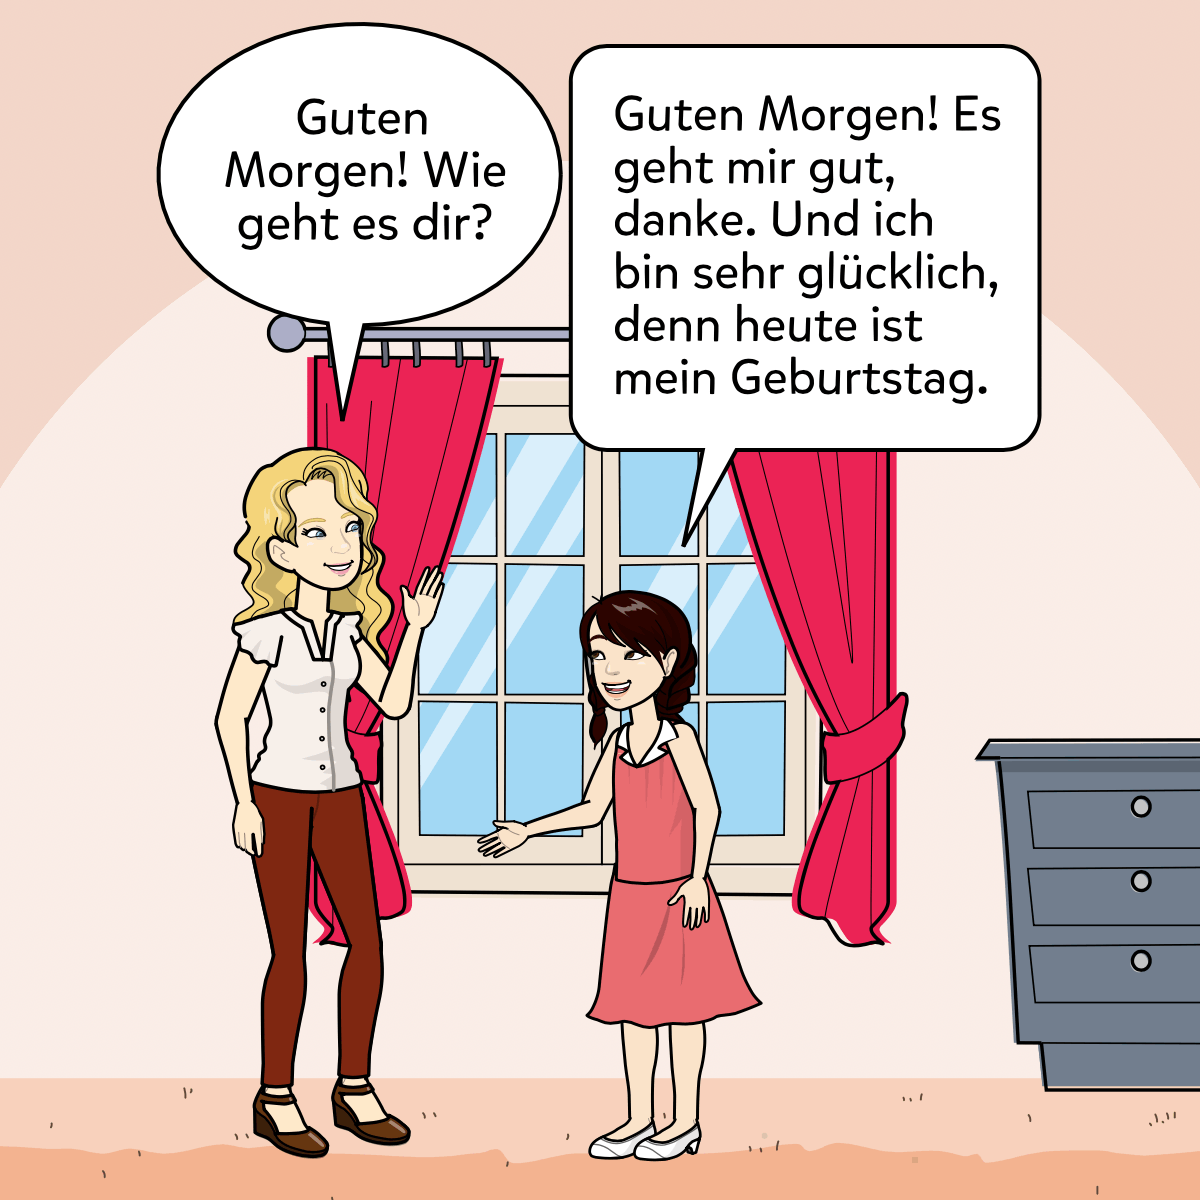 Guten
Morgen! Wie
geht es dir?
Guten Morgen! Es
geht mir gut,
danke. Und ich
bin sehr glücklich,
denn heute ist
mein Geburtstag.